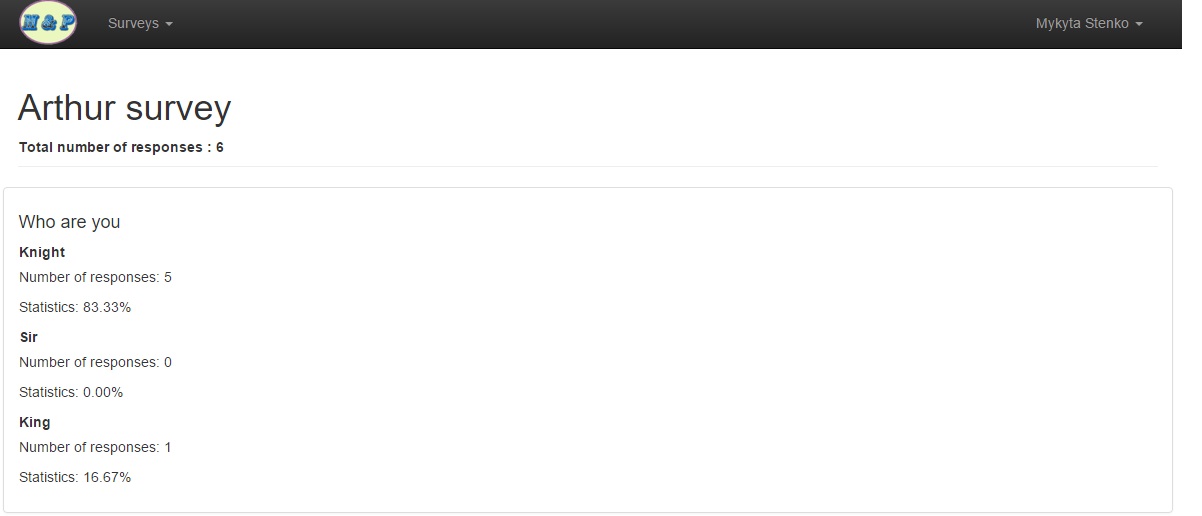 H & P
Surveys
Mykyta Stenko
Arthur survey
Total number of responses : 6
Who are you
Knight
Number of responses: 5
Statistics: 83.33%
Sir
Number of responses: 0
Statistics: 0.00%
King
Number of responses: 1
Statistics: 16.67%